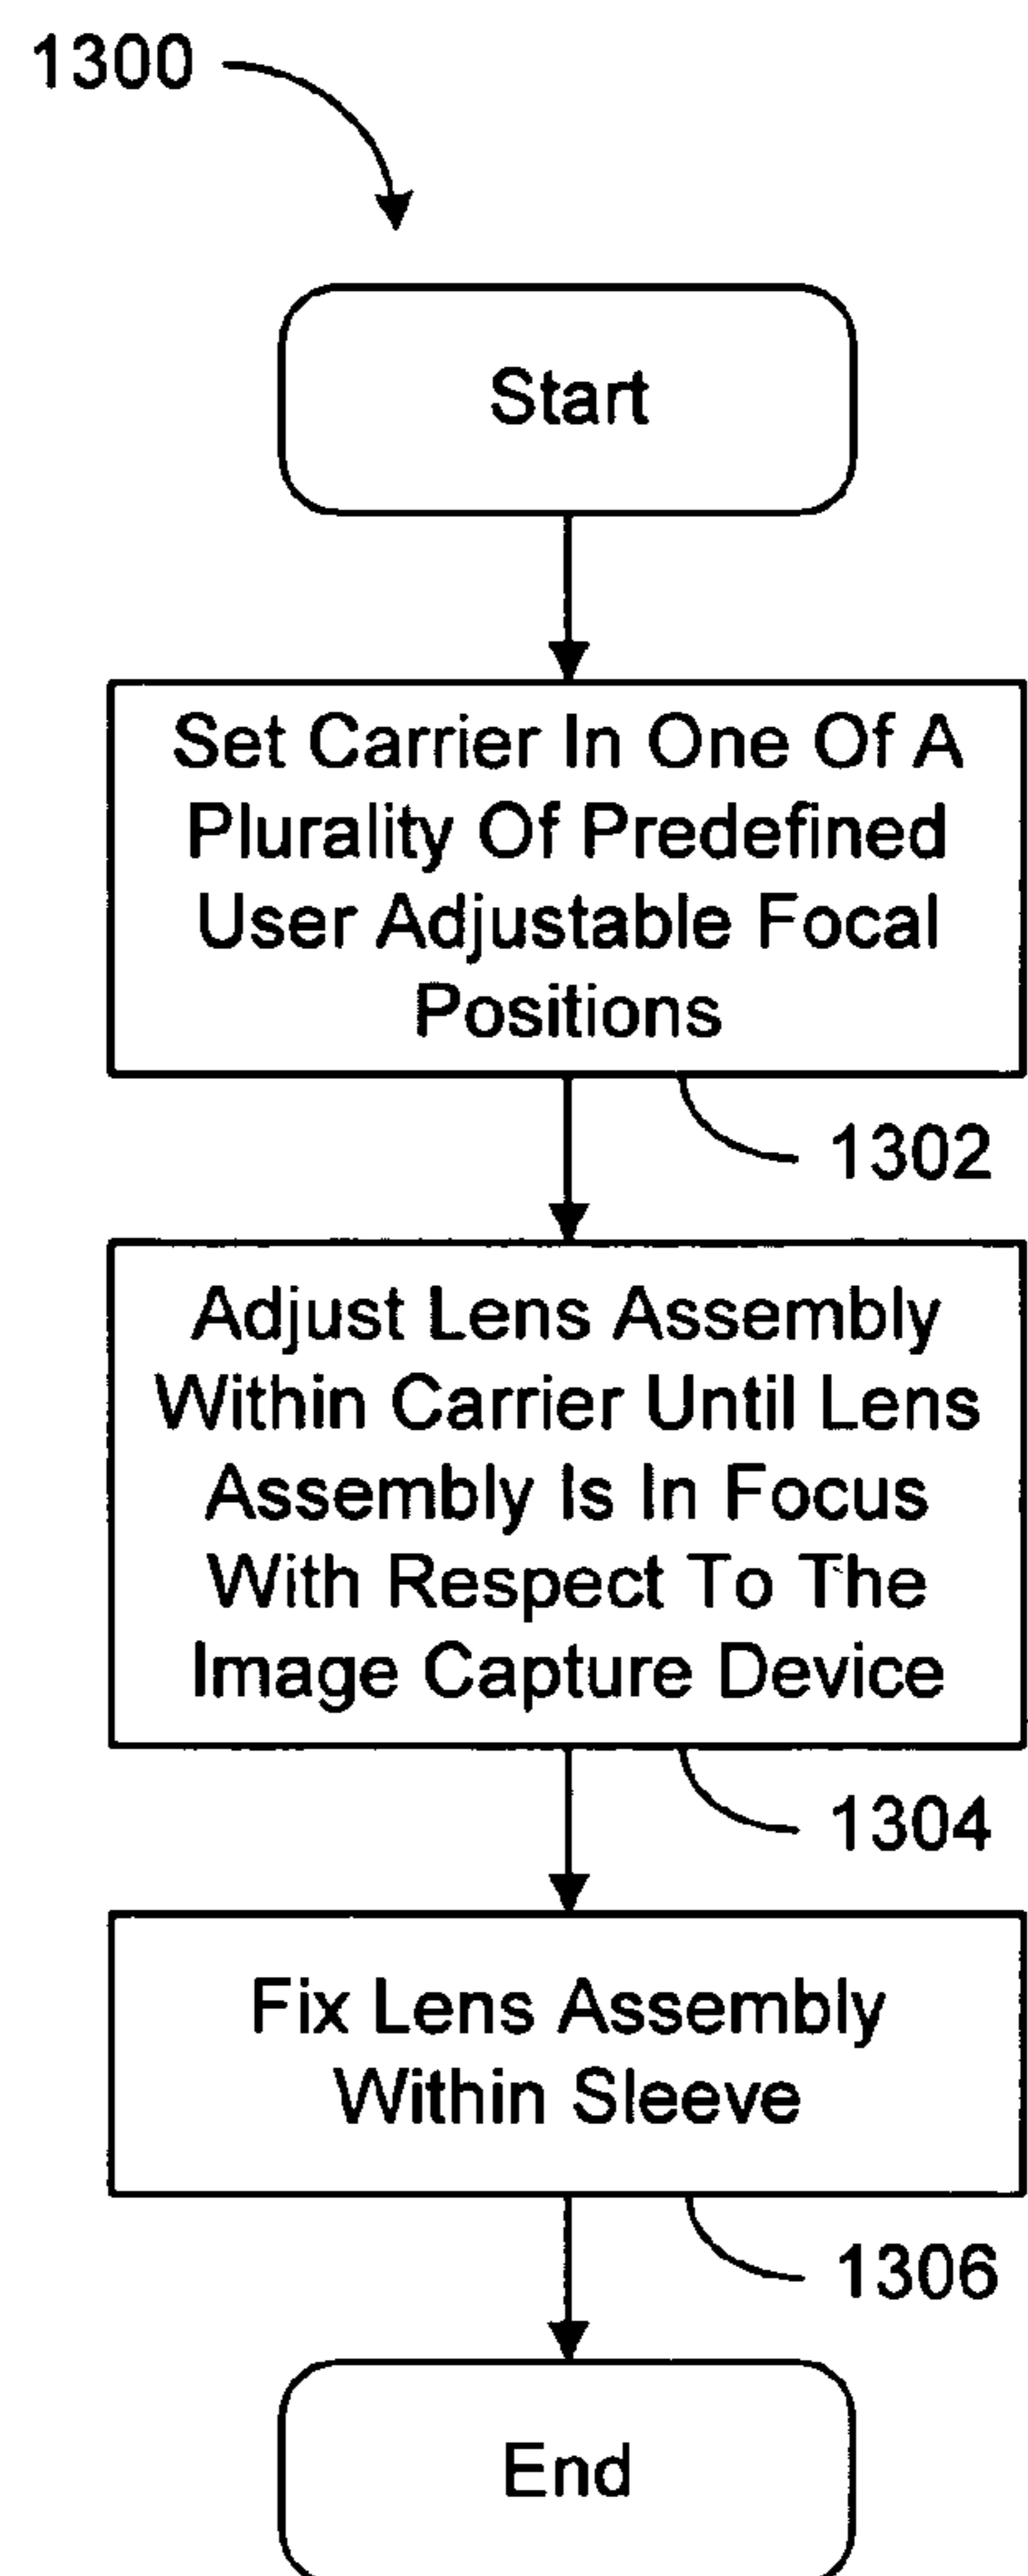 1300
Start
Set Carrier In One Of A
Plurality Of Predefined
User Adjustable Focal
Positions
1302
Adjust Lens Assembly
Within Carrier Until Lens
Assembly Is In Focus
With Respect To The
Image Capture Device
1304
Fix Lens Assembly
Within Sleeve
1306
End